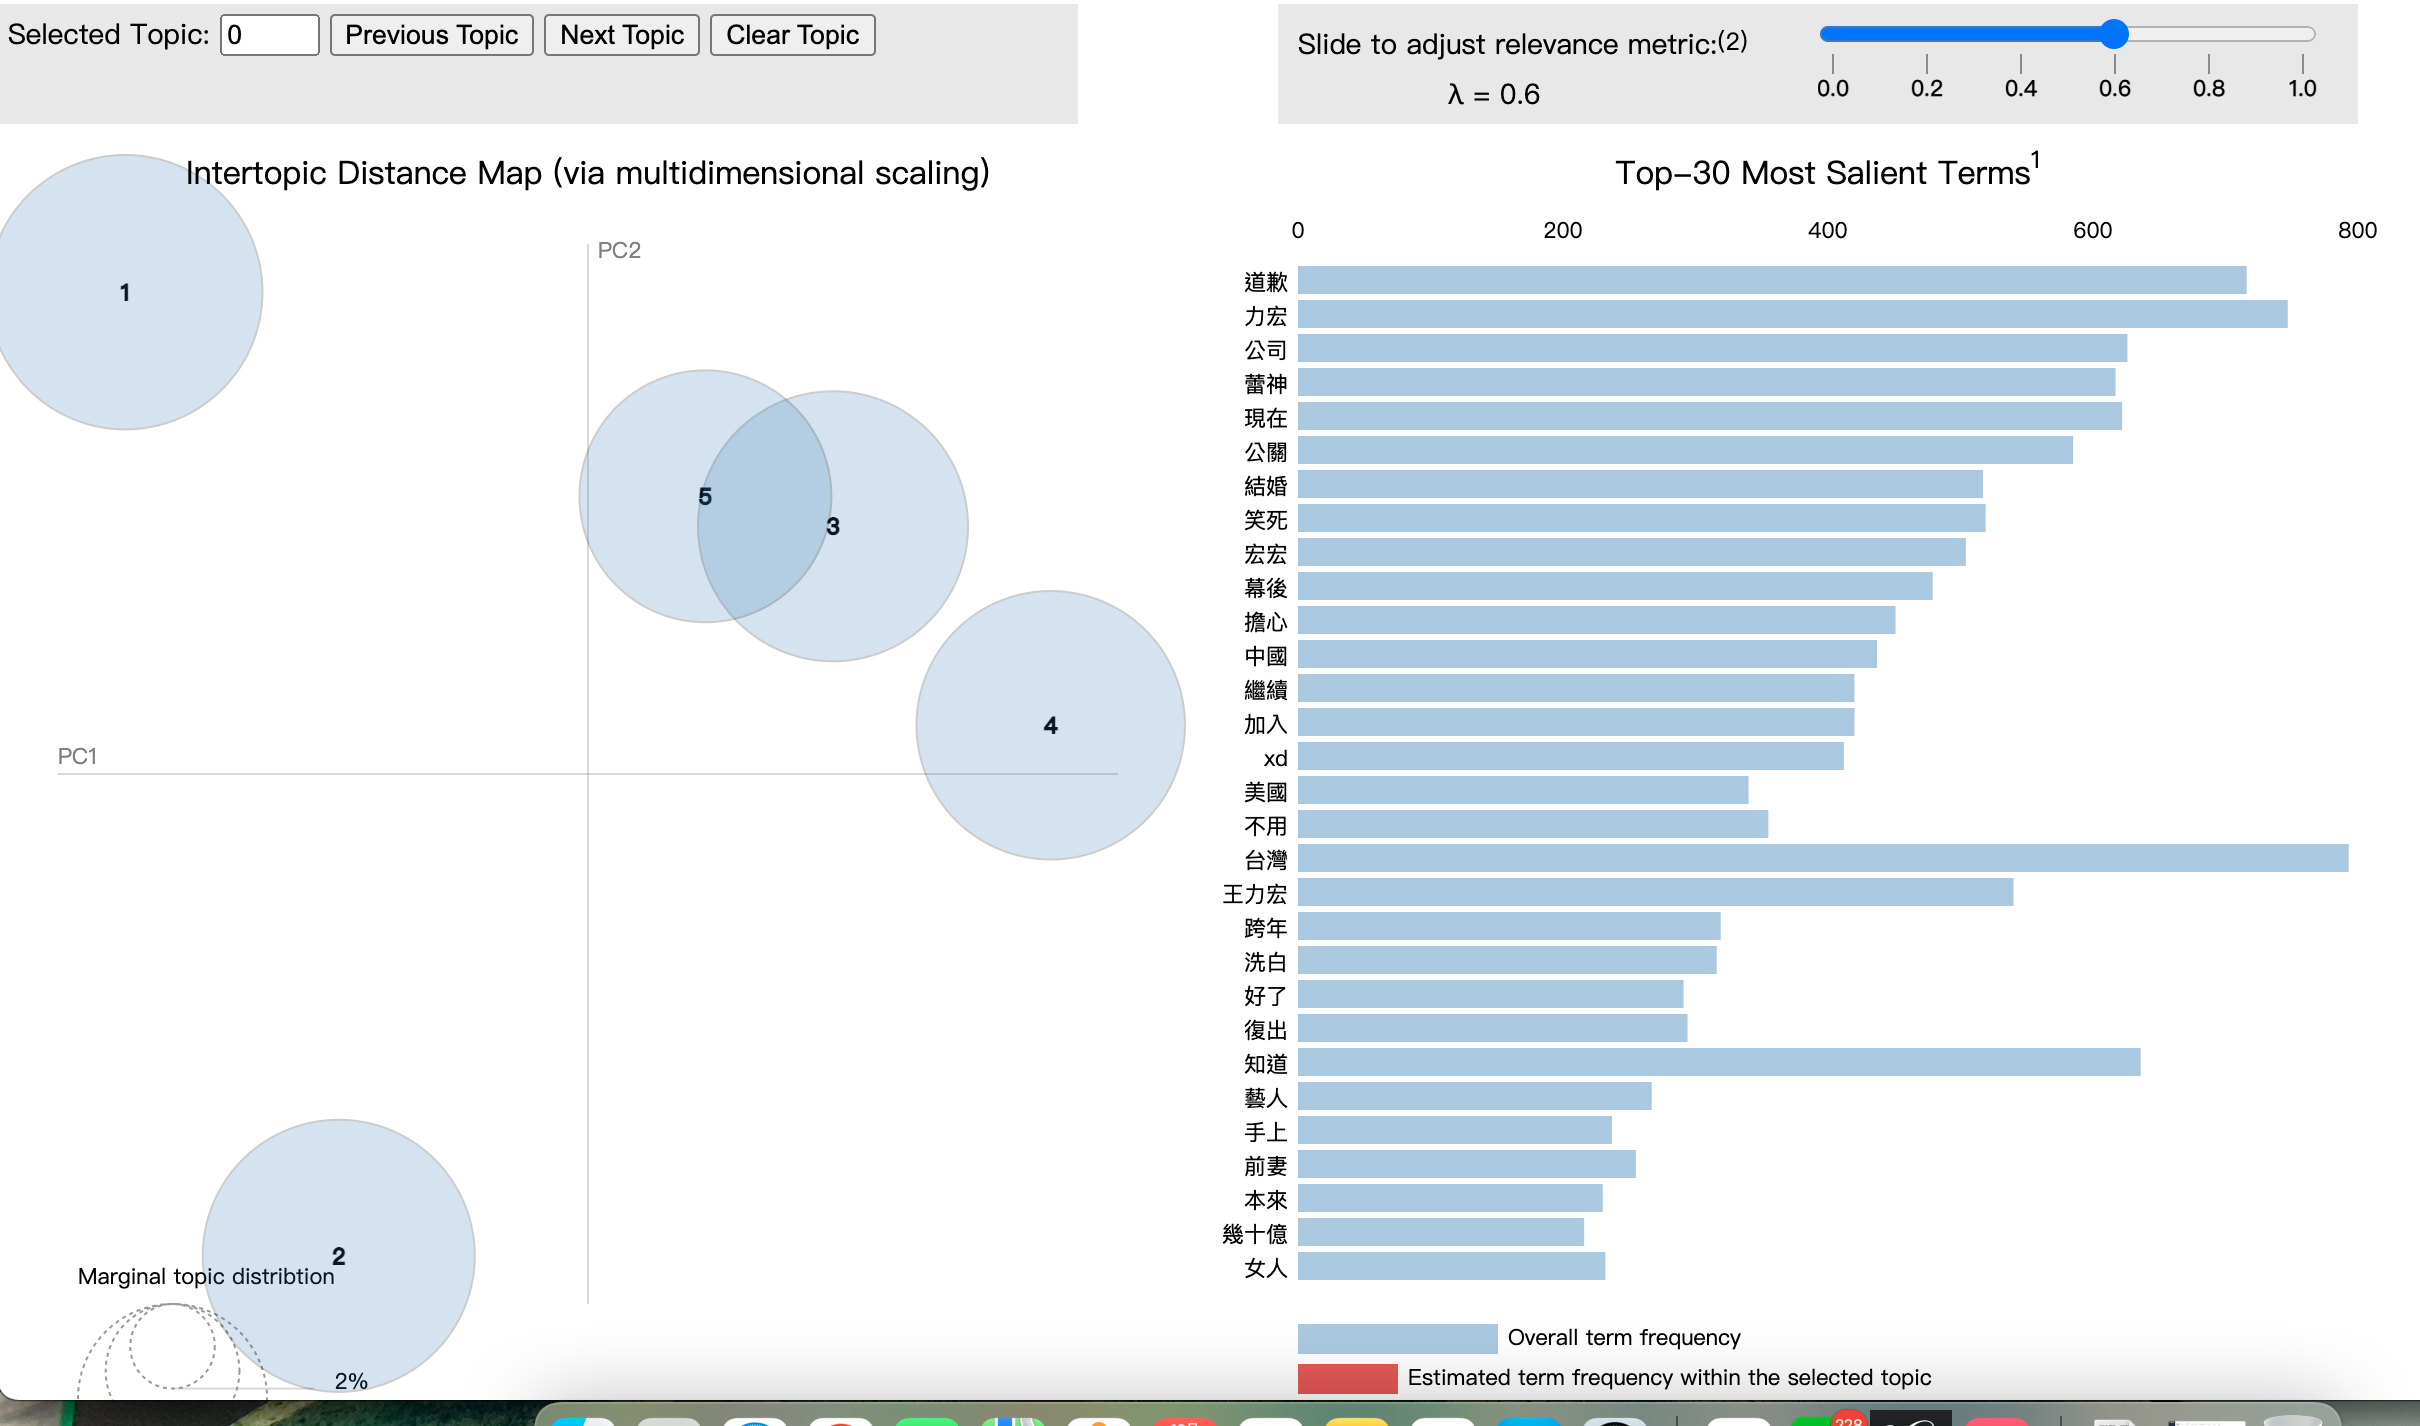 Selected Topic: 0 Previous Topic Next Topic Clear Topic
Slide to adjust relevance metric:(2)
λ = 0.6
0.0 0.2 0.4 0.6 0.8 1.0
Intertopic Distance Map (via multidimensional scaling)
PC2
PC1
1
5
3
4
2
Marginal topic distribtion
2%
Top-30 Most Salient Terms1
0 200 400 600 800
道歉
力宏
公司
蕾神
現在
公關
結婚
笑死
宏宏
幕後
擔心
中國
繼續
加入
xd
美國
不用
台灣
王力宏
跨年
洗白
好了
復出
知道
藝人
手上
前妻
本來
幾十億
女人
Overall term frequency
Estimated term frequency within the selected topic
228